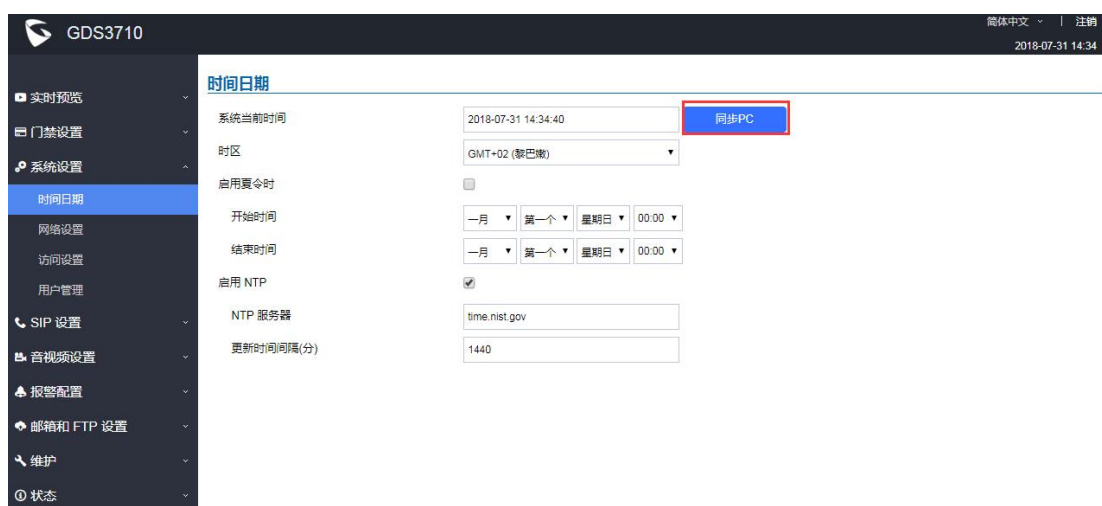 GDS3710
简体中文 | 注销
2018-07-31 14:34
实时预览
门禁设置
系统设置
时间日期
网络设置
访问设置
用户管理
SIP 设置
音视频设置
报警配置
邮箱和 FTP 设置
维护
状态
时间日期
系统当前时间 2018-07-31 14:34:40 同步PC
时区 GMT+02 (黎巴嫩)
启用夏令时
开始时间 一月 第一个 星期日 00:00
结束时间 一月 第一个 星期日 00:00
启用 NTP
NTP 服务器 time.nist.gov
更新时间间隔(分) 1440